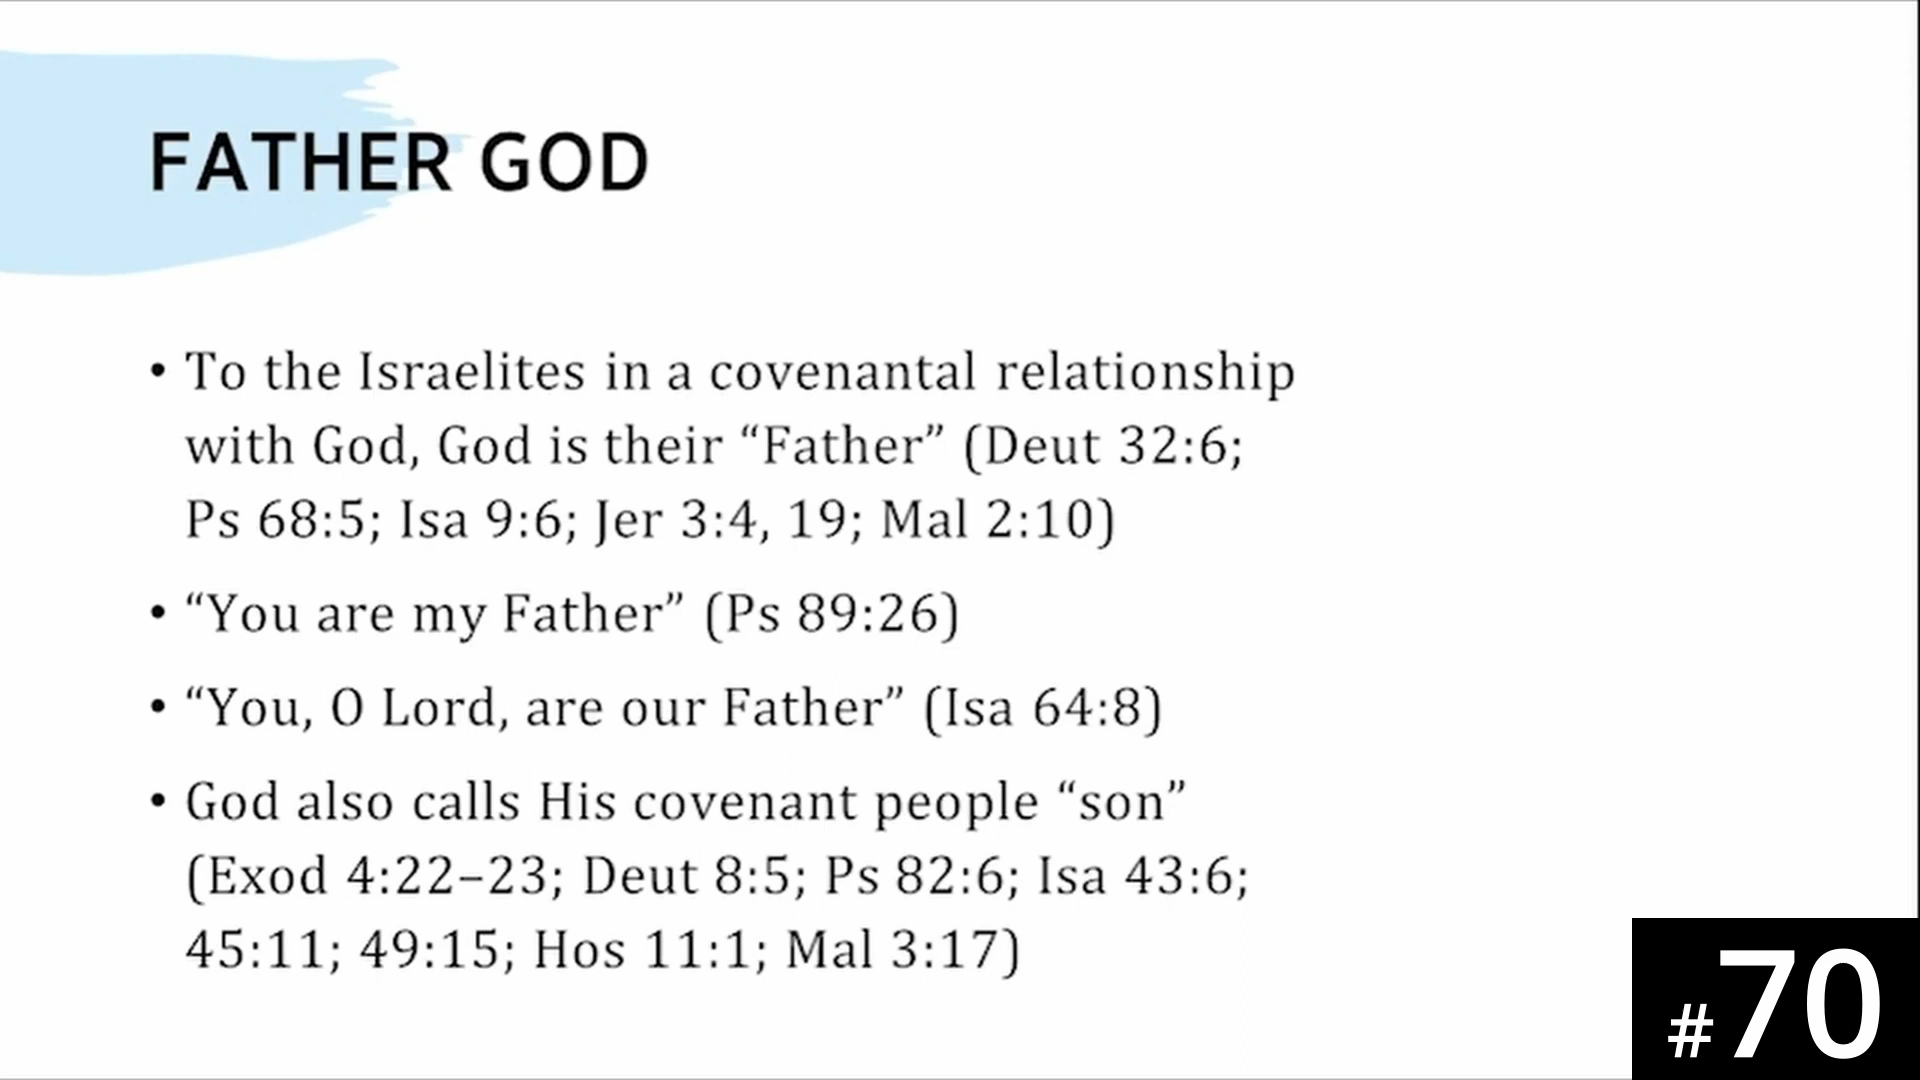 FATHER GOD
• To the Israelites in a covenantal relationship
with God, God is their “Father” (Deut 32:6;
Ps 68:5; Isa 9:6; Jer 3:4, 19; Mal 2:10)
• “You are my Father” (Ps 89:26)
• “You, O Lord, are our Father” (Isa 64:8)
• God also calls His covenant people “son”
(Exod 4:22–23; Deut 8:5; Ps 82:6; Isa 43:6;
45:11; 49:15; Hos 11:1; Mal 3:17)
#70